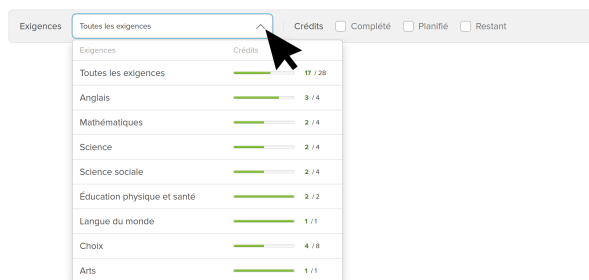 Exigences Toutes les exigences Crédits Complété Planifié Restant
Exigences Crédits
Toutes les exigences 17 / 28
Anglais 3 / 4
Mathématiques 2 / 4
Science 2 / 4
Science sociale 2 / 4
Éducation physique et santé 2 / 2
Langue du monde 1 / 1
Choix 4 / 8
Arts 1 / 1